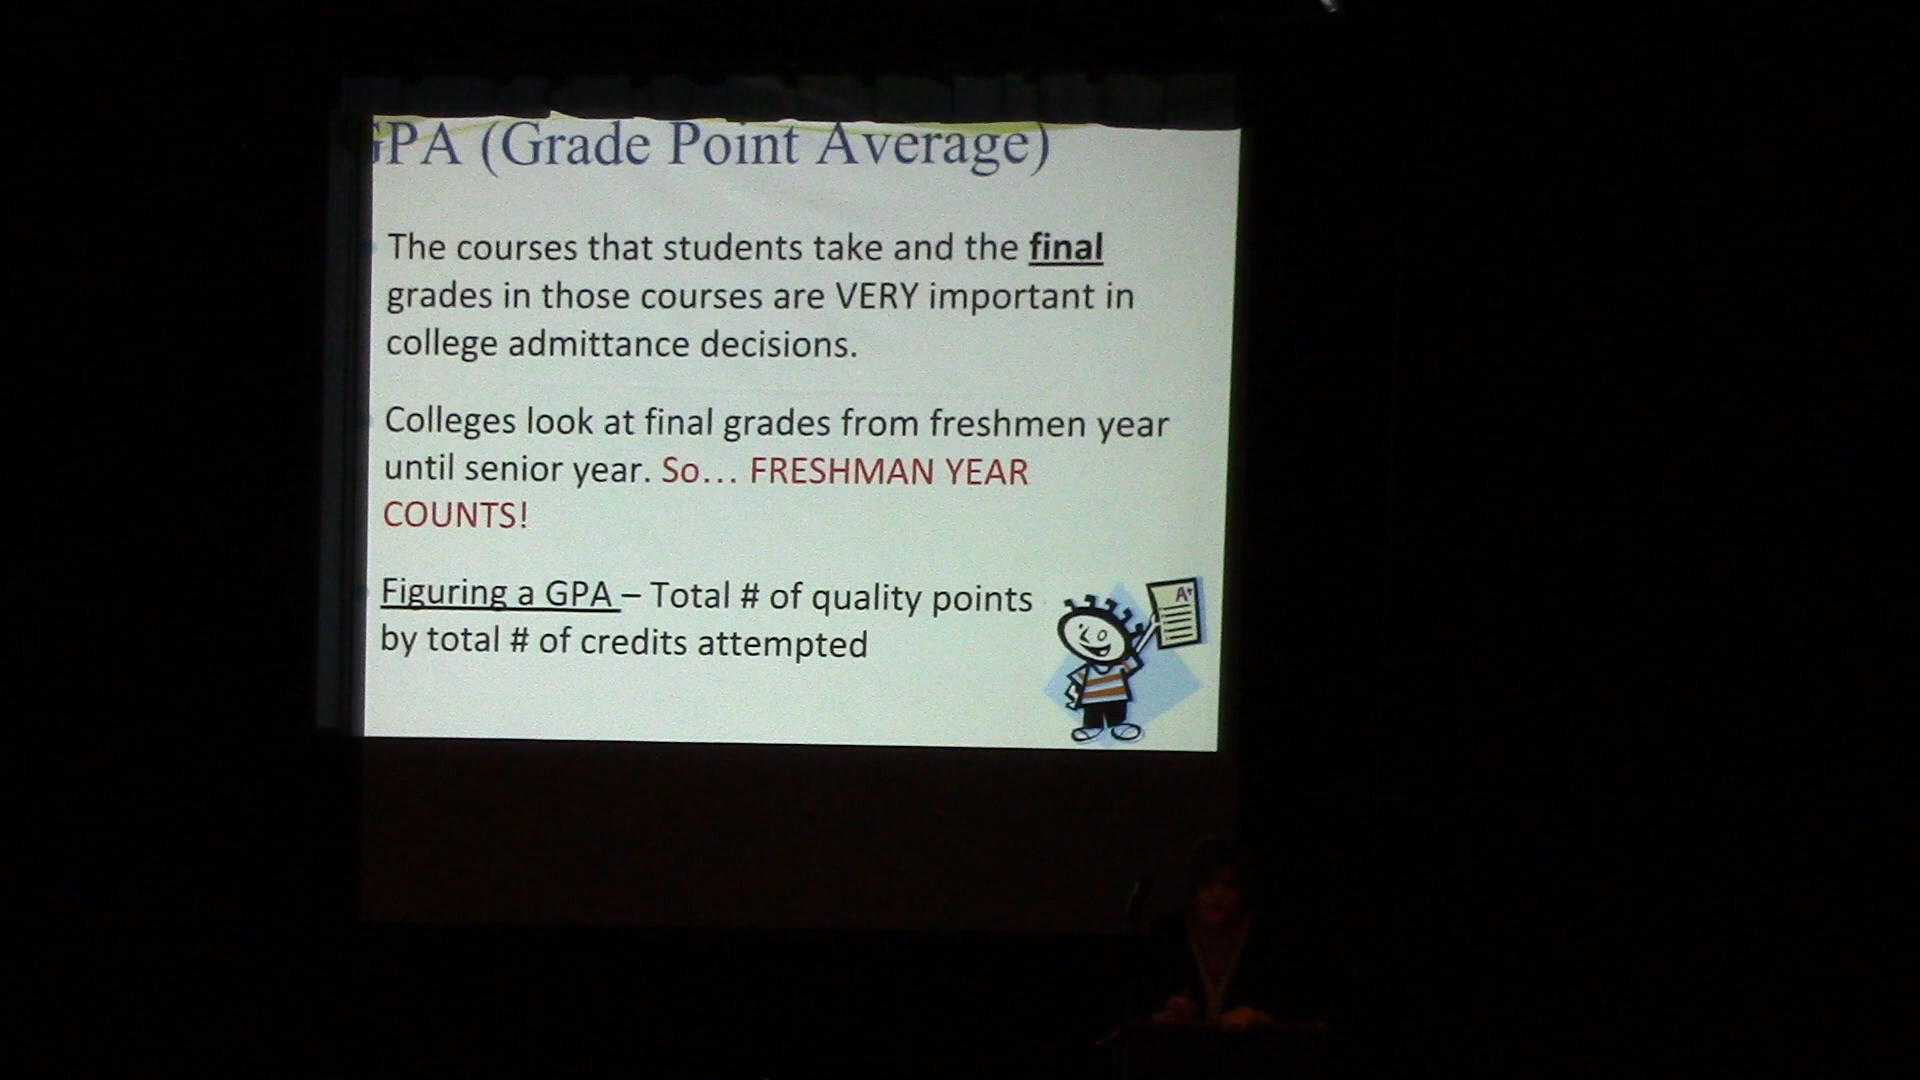 GPA (Grade Point Average)
The courses that students take and the final
grades in those courses are VERY important in
college admittance decisions.
Colleges look at final grades from freshmen year
until senior year. So... FRESHMAN YEAR
COUNTS!
Figuring a GPA – Total # of quality points
by total # of credits attempted
A+